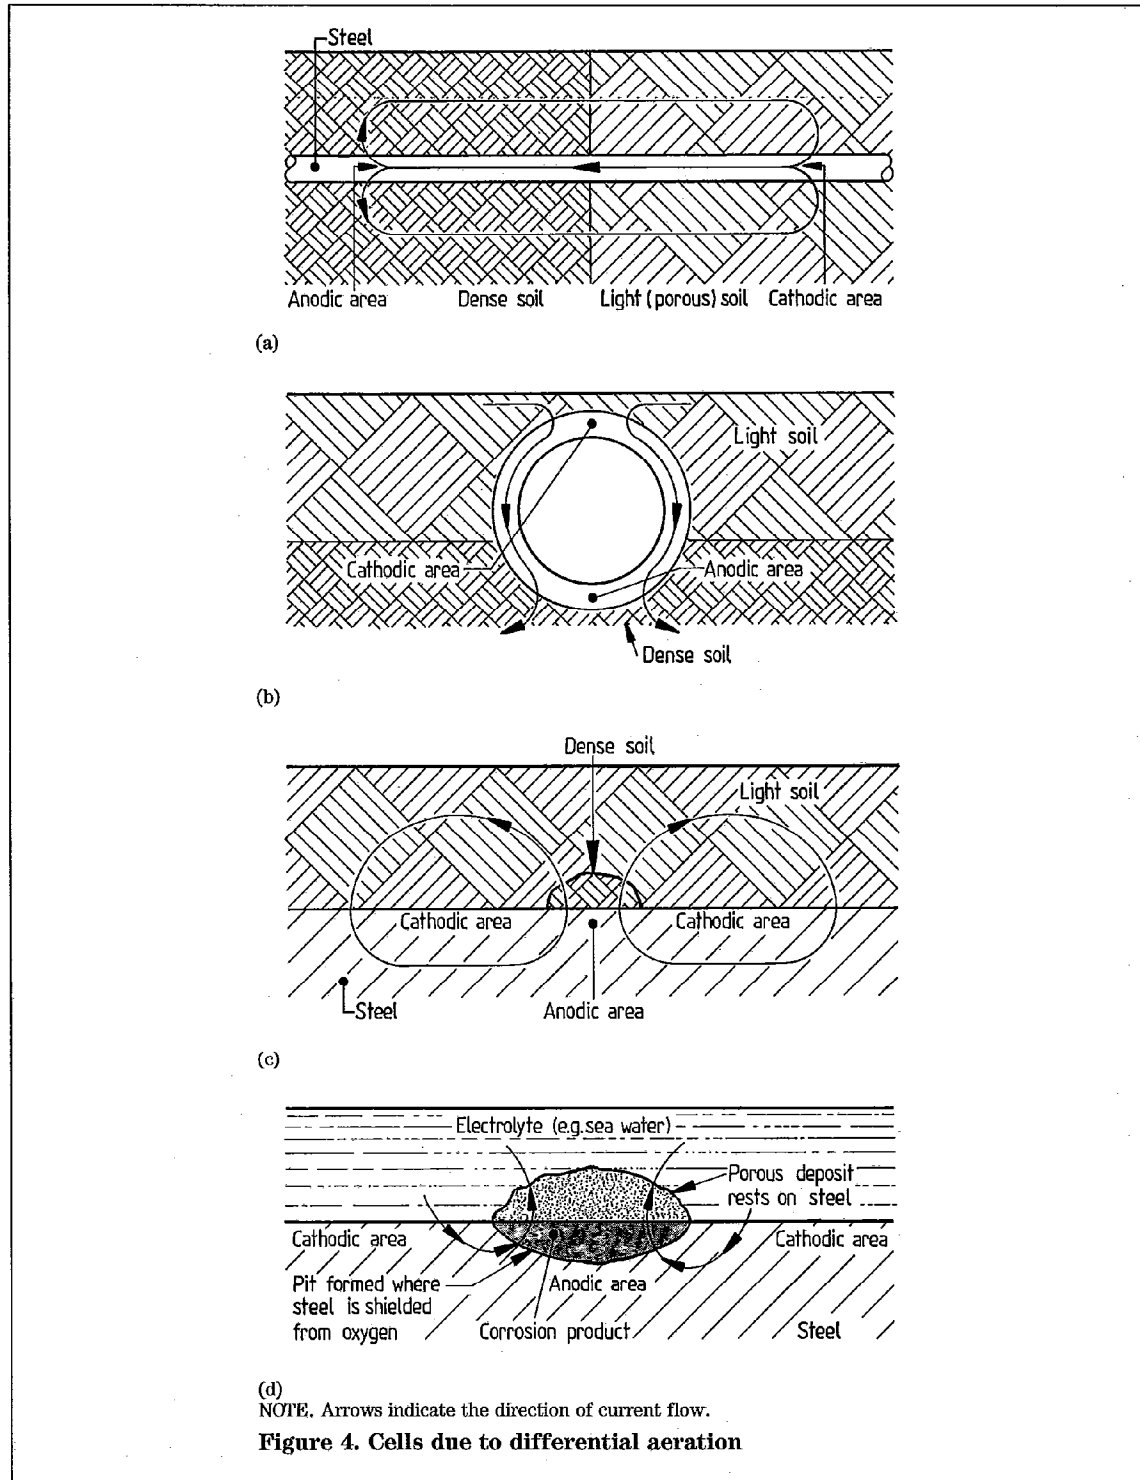 Steel
Anodic area
Dense soil
Light (porous) soil
Cathodic area
(a)
Light soil
Cathodic area
Anodic area
Dense soil
(b)
Dense soil
Light soil
Cathodic area
Cathodic area
Steel
Anodic area
(c)
Electrolyte (e.g. sea water)
Porous deposit
rests on steel
Cathodic area
Cathodic area
Pit formed where
steel is shielded
from oxygen
Anodic area
Corrosion product
Steel
(d)
NOTE. Arrows indicate the direction of current flow.
Figure 4. Cells due to differential aeration